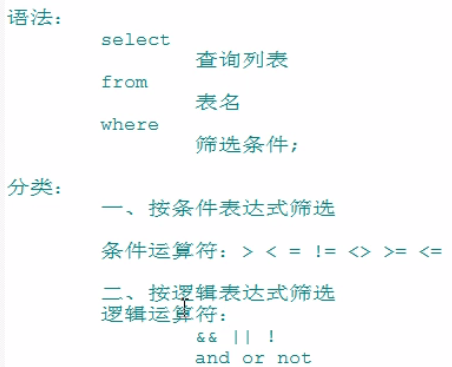 语法:
select
查询列表
from
表名
where
筛选条件;
分类:
一、按条件表达式筛选
条件运算符: > < = != <> >= <=
二、按逻辑表达式筛选
逻辑运算符:
&& || !
and or not